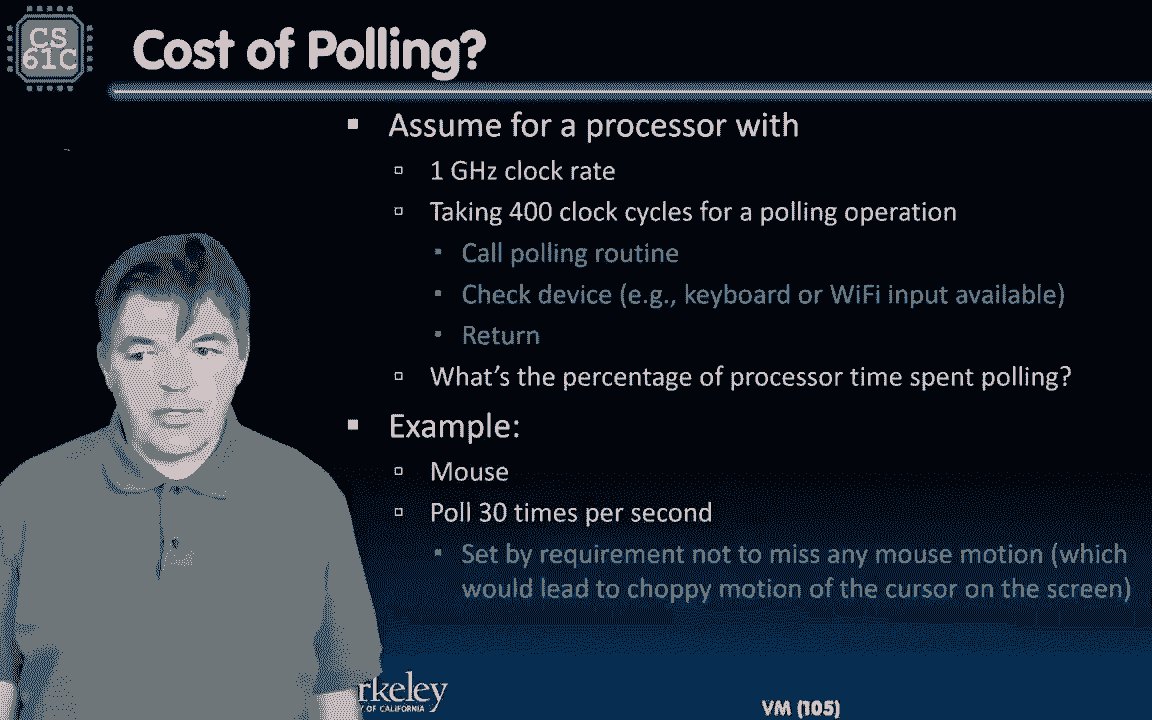 CS
61C
Cost of Polling?
Assume for a processor with
1 GHz clock rate
Taking 400 clock cycles for a polling operation
Call polling routine
Check device (e.g., keyboard or WiFi input available)
Return
What's the percentage of processor time spent polling?
Example:
Mouse
Poll 30 times per second
Set by requirement not to miss any mouse motion (which
would lead to choppy motion of the cursor on the screen)
rkeley
Y OF CALIFORNIA
VM (105)